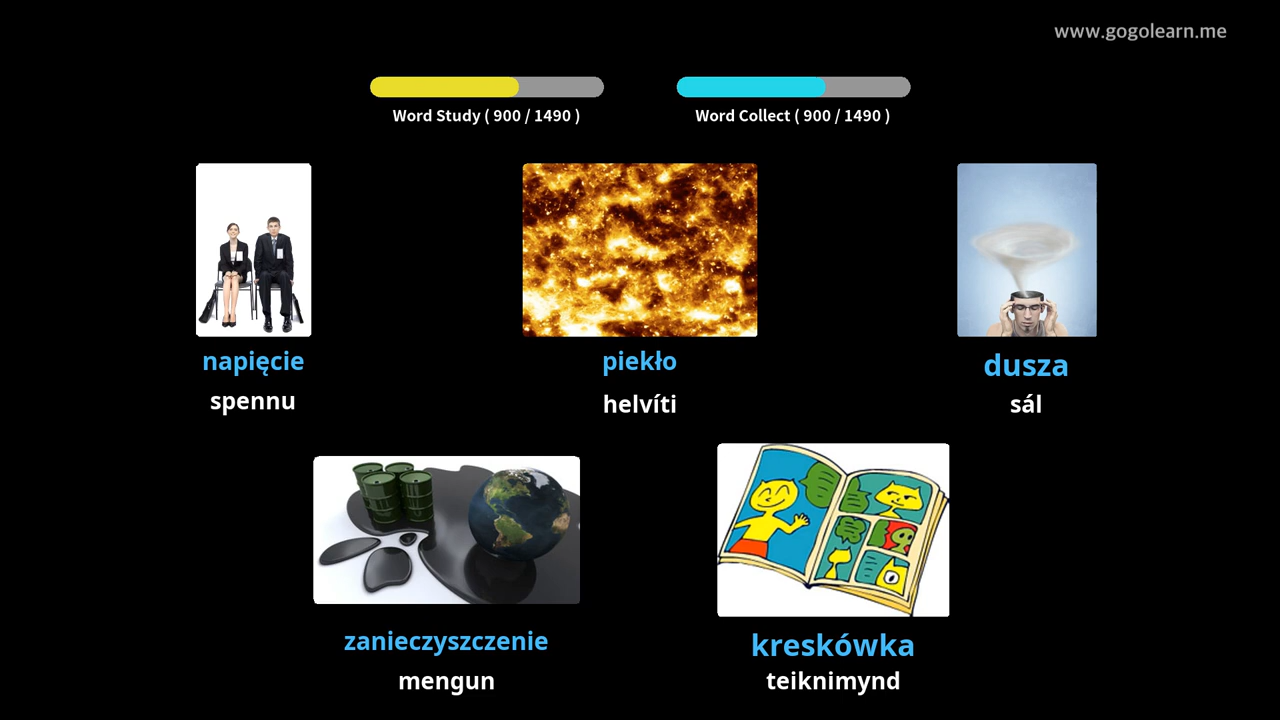 www.gogolearn.me
Word Study ( 900 / 1490 )
Word Collect ( 900 / 1490 )
napięcie
piekło
dusza
spennu
helvíti
sál
zanieczyszczenie
kreskówka
mengun
teiknimynd